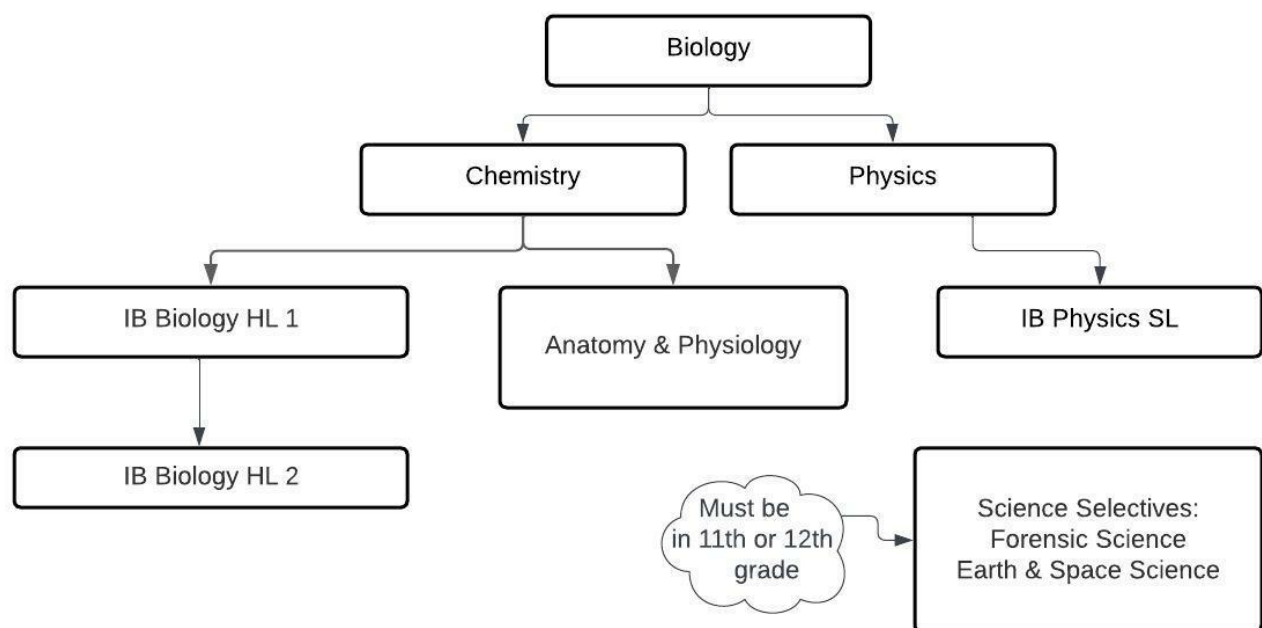 Biology
Chemistry
Physics
IB Biology HL 1
Anatomy & Physiology
IB Physics SL
IB Biology HL 2
Must be
in 11th or 12th
grade
Science Selectives:
Forensic Science
Earth & Space Science